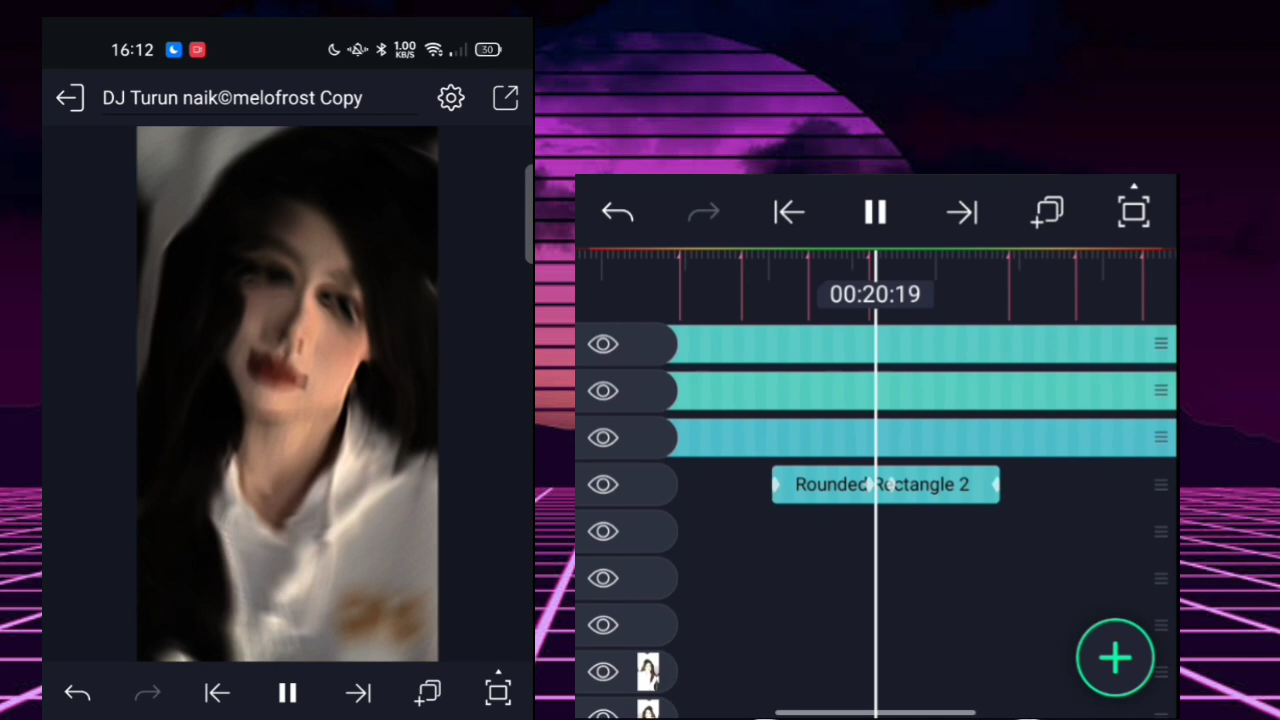 16:12
1.00
KB/S
30
DJ Turun naik©melofrost Copy
00:20:19
Rounded Rectangle 2